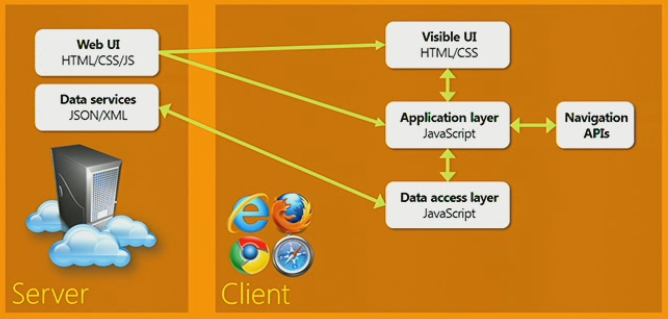 Web UI
HTML/CSS/JS
Data services
JSON/XML
Server
Visible UI
HTML/CSS
Application layer
JavaScript
Navigation
APIs
Data access layer
JavaScript
Client